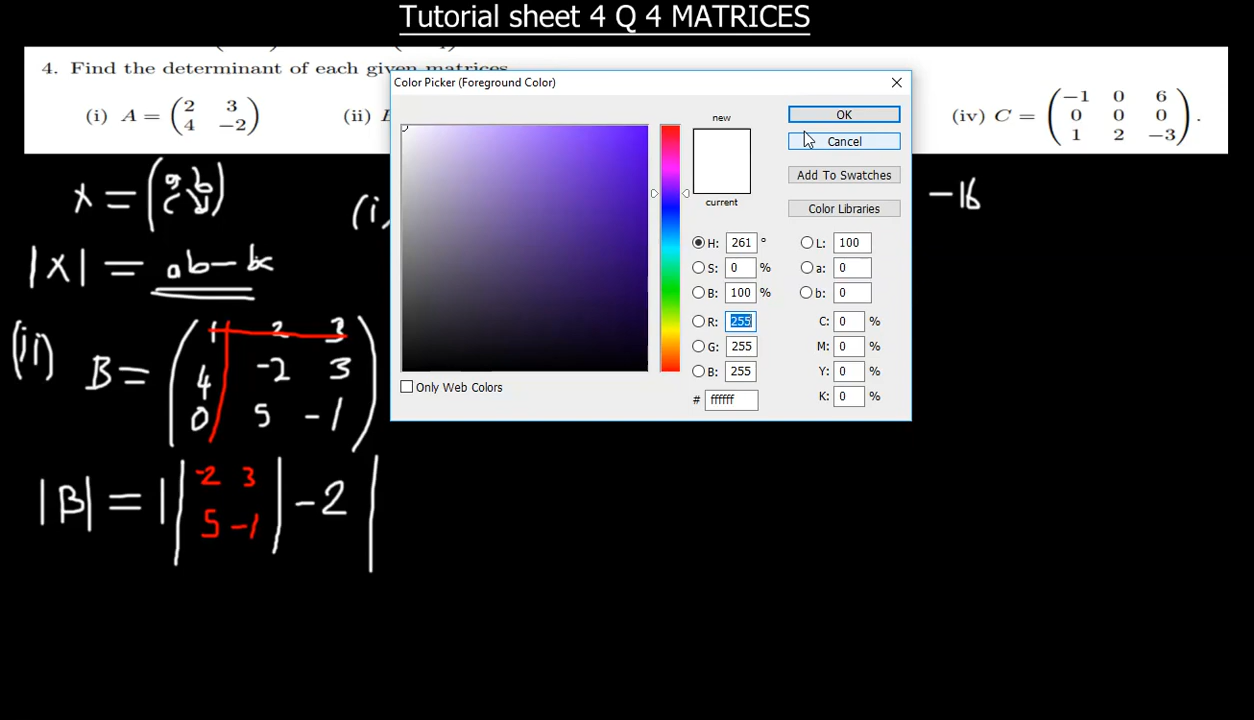 Tutorial sheet 4 Q 4 MATRICES
4. Find the determinant of each given matrices
(i) A = ( 2 3
4 −2 )
(ii)
(iv) C = ( −1 0 6
0 0 0
1 2 −3 ).
Color Picker (Foreground Color)
new
current
OK
Cancel
Add To Swatches
Color Libraries
H: 261 °
S: 0 %
B: 100 %
R: 255
G: 255
B: 255
# ffffff
L: 100
a: 0
b: 0
C: 0 %
M: 0 %
Y: 0 %
K: 0 %
Only Web Colors
x = ( a b
c d )
(i)
−16
|X| = ab − bc
(ii) B = ( 1 2 3
4 −2 3
0 5 −1 )
|B| = 1 | −2 3
5 −1 | −2 |